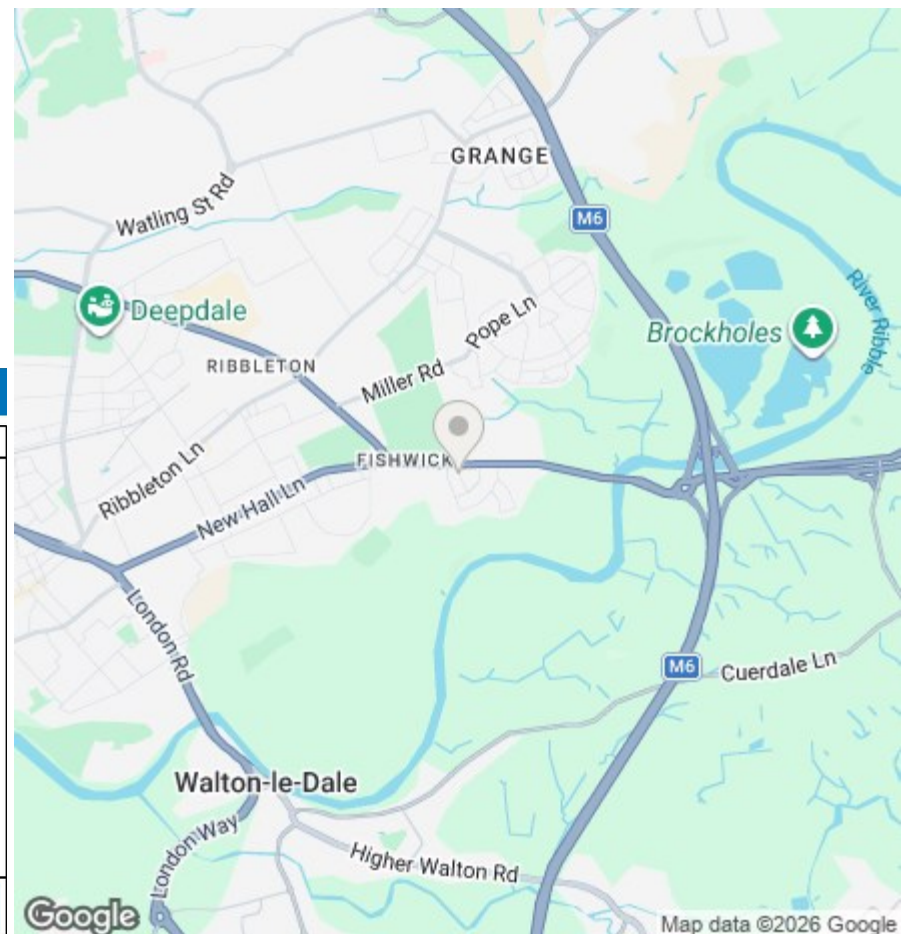 GRANGE
Watling St Rd
M6
Deepdale
Pope Ln
River Ribble
Brockholes
RIBBLETON
Miller Rd
Ribbleton Ln
FISHWICK
New Hall Ln
London Rd
M6
Cuerdale Ln
Walton-le-Dale
London Way
Higher Walton Rd
Google
Map data ©2026 Google